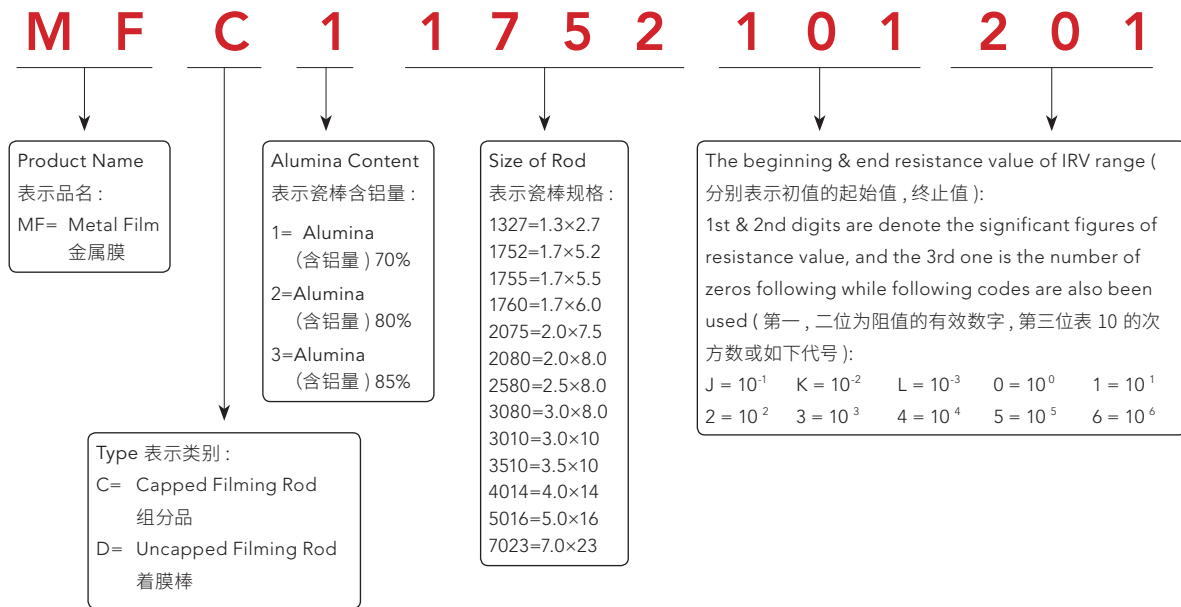 M F C 1 1 7 5 2 1 0 1 2 0 1
Product Name
表示品名 :
MF= Metal Film
金属膜
Type 表示类别 :
C= Capped Filming Rod
组分品
D= Uncapped Filming Rod
着膜棒
Alumina Content
表示瓷棒含铝量 :
1= Alumina
(含铝量 ) 70%
2=Alumina
(含铝量 ) 80%
3=Alumina
(含铝量 ) 85%
Size of Rod
表示瓷棒规格 :
1327=1.3×2.7
1752=1.7×5.2
1755=1.7×5.5
1760=1.7×6.0
2075=2.0×7.5
2080=2.0×8.0
2580=2.5×8.0
3080=3.0×8.0
3010=3.0×10
3510=3.5×10
4014=4.0×14
5016=5.0×16
7023=7.0×23
The beginning & end resistance value of IRV range (
分别表示初值的起始值 , 终止值 ):
1st & 2nd digits are denote the significant figures of
resistance value, and the 3rd one is the number of
zeros following while following codes are also been
used ( 第一 , 二位为阻值的有效数字 , 第三位表 10 的次
方数或如下代号 ):
J = 10⁻¹ K = 10⁻² L = 10⁻³ 0 = 10⁰ 1 = 10¹
2 = 10² 3 = 10³ 4 = 10⁴ 5 = 10⁵ 6 = 10⁶